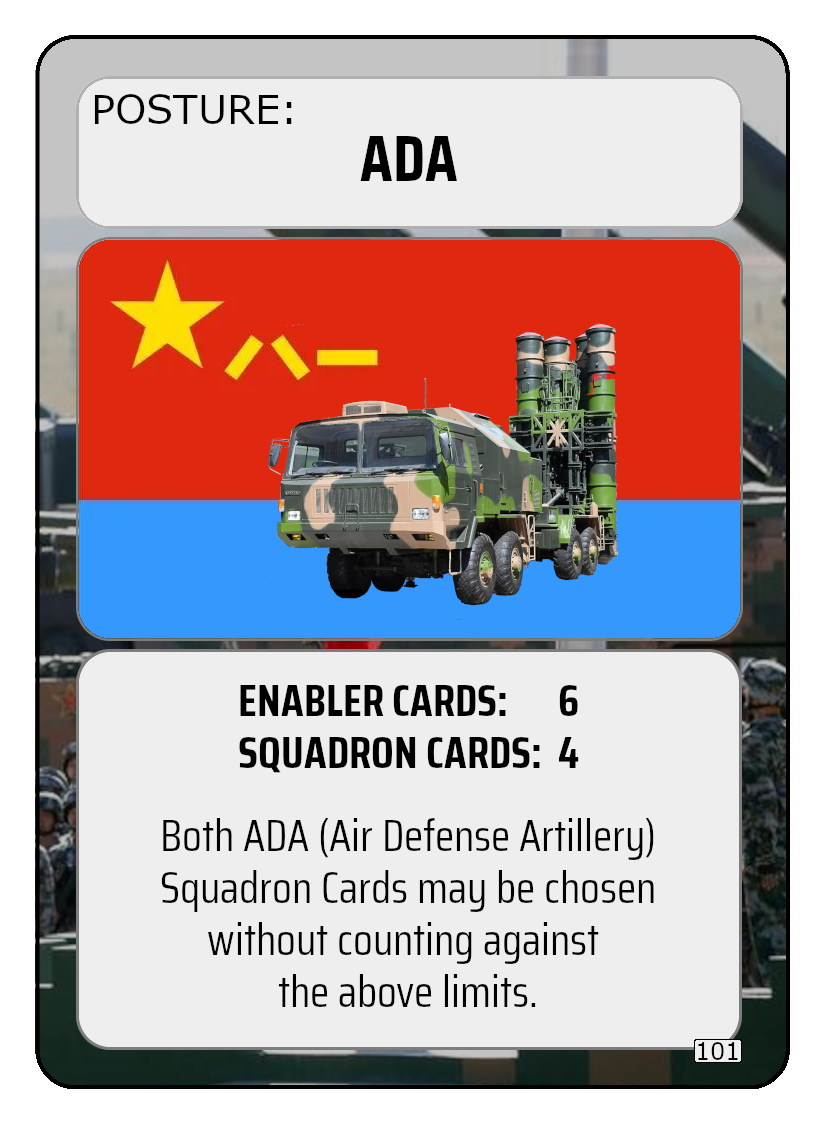 POSTURE:
ADA
八一
ENABLER CARDS: 6
SQUADRON CARDS: 4
Both ADA (Air Defense Artillery)
Squadron Cards may be chosen
without counting against
the above limits.
101